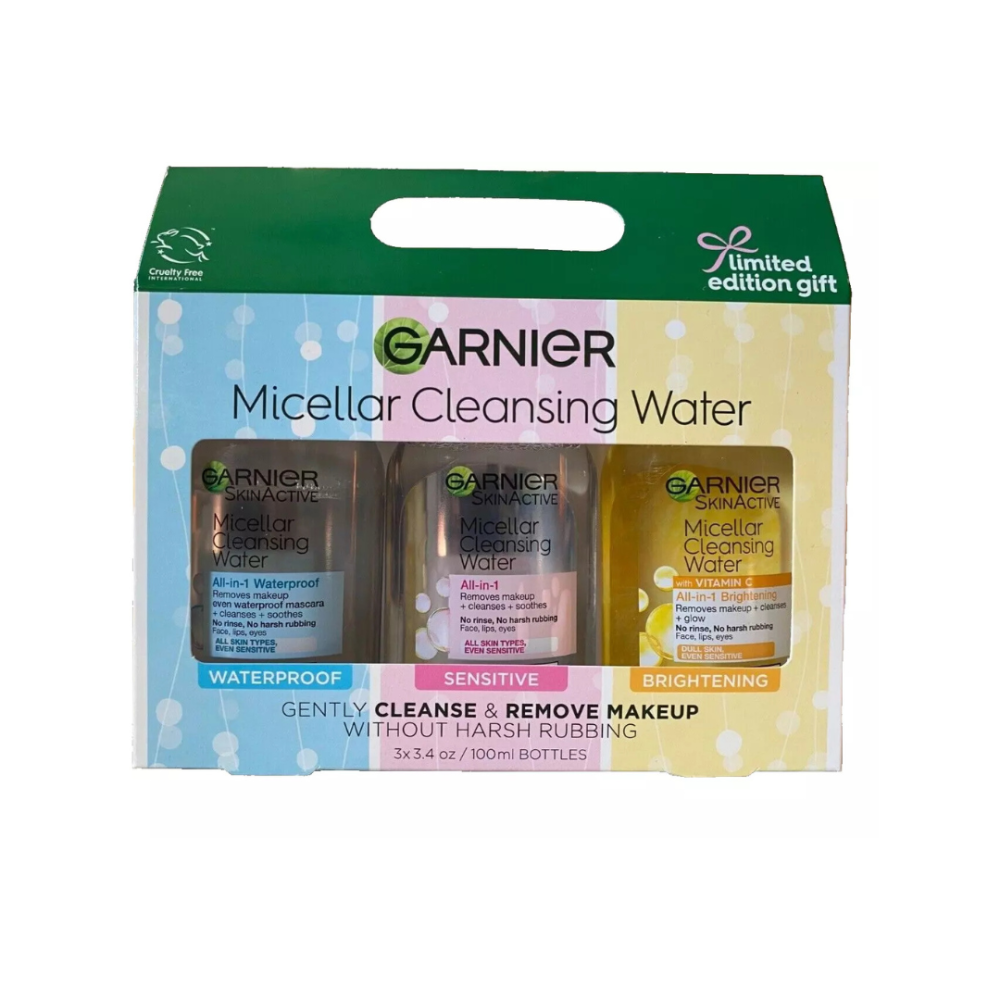 Cruelty Free
INTERNATIONAL
limited
edition gift
GARNIER
Micellar Cleansing Water
GARNIER
SKINACTIVE
Micellar
Cleansing
Water
All-in-1 Waterproof
Removes makeup
even waterproof mascara
+ cleanses + soothes
No rinse, No harsh rubbing
Face, lips, eyes
ALL SKIN TYPES,
EVEN SENSITIVE
GARNIER
SKINACTIVE
Micellar
Cleansing
Water
All-in-1
Removes makeup
+ cleanses + soothes
No rinse, No harsh rubbing
Face, lips, eyes
ALL SKIN TYPES,
EVEN SENSITIVE
GARNIER
SKINACTIVE
Micellar
Cleansing
Water
with VITAMIN C
All-in-1 Brightening
Removes makeup + cleanses
+ glow
No rinse, No harsh rubbing
Face, lips, eyes
DULL SKIN,
EVEN SENSITIVE
WATERPROOF
SENSITIVE
BRIGHTENING
GENTLY CLEANSE & REMOVE MAKEUP
WITHOUT HARSH RUBBING
3x3.4 oz / 100ml BOTTLES